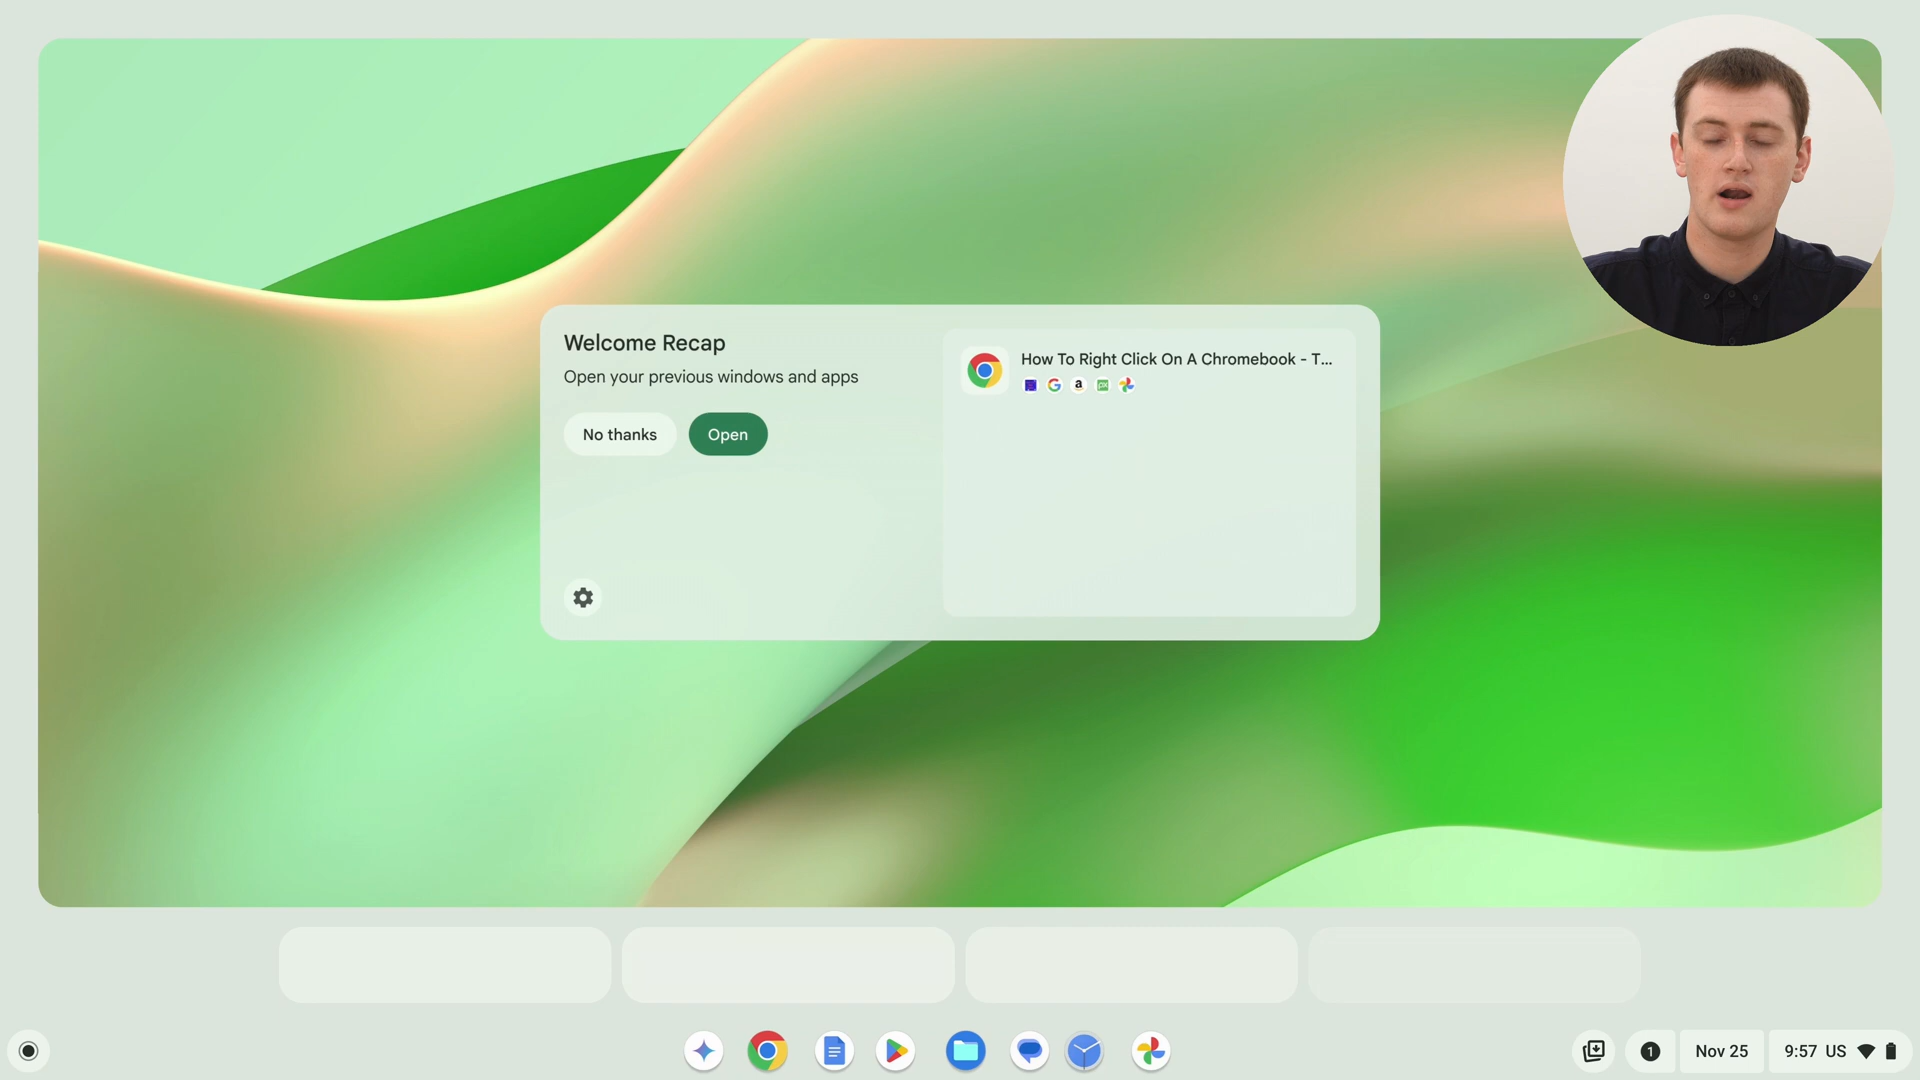 Welcome Recap
Open your previous windows and apps
No thanks
Open
How To Right Click On A Chromebook - T...
1
Nov 25
9:57 US